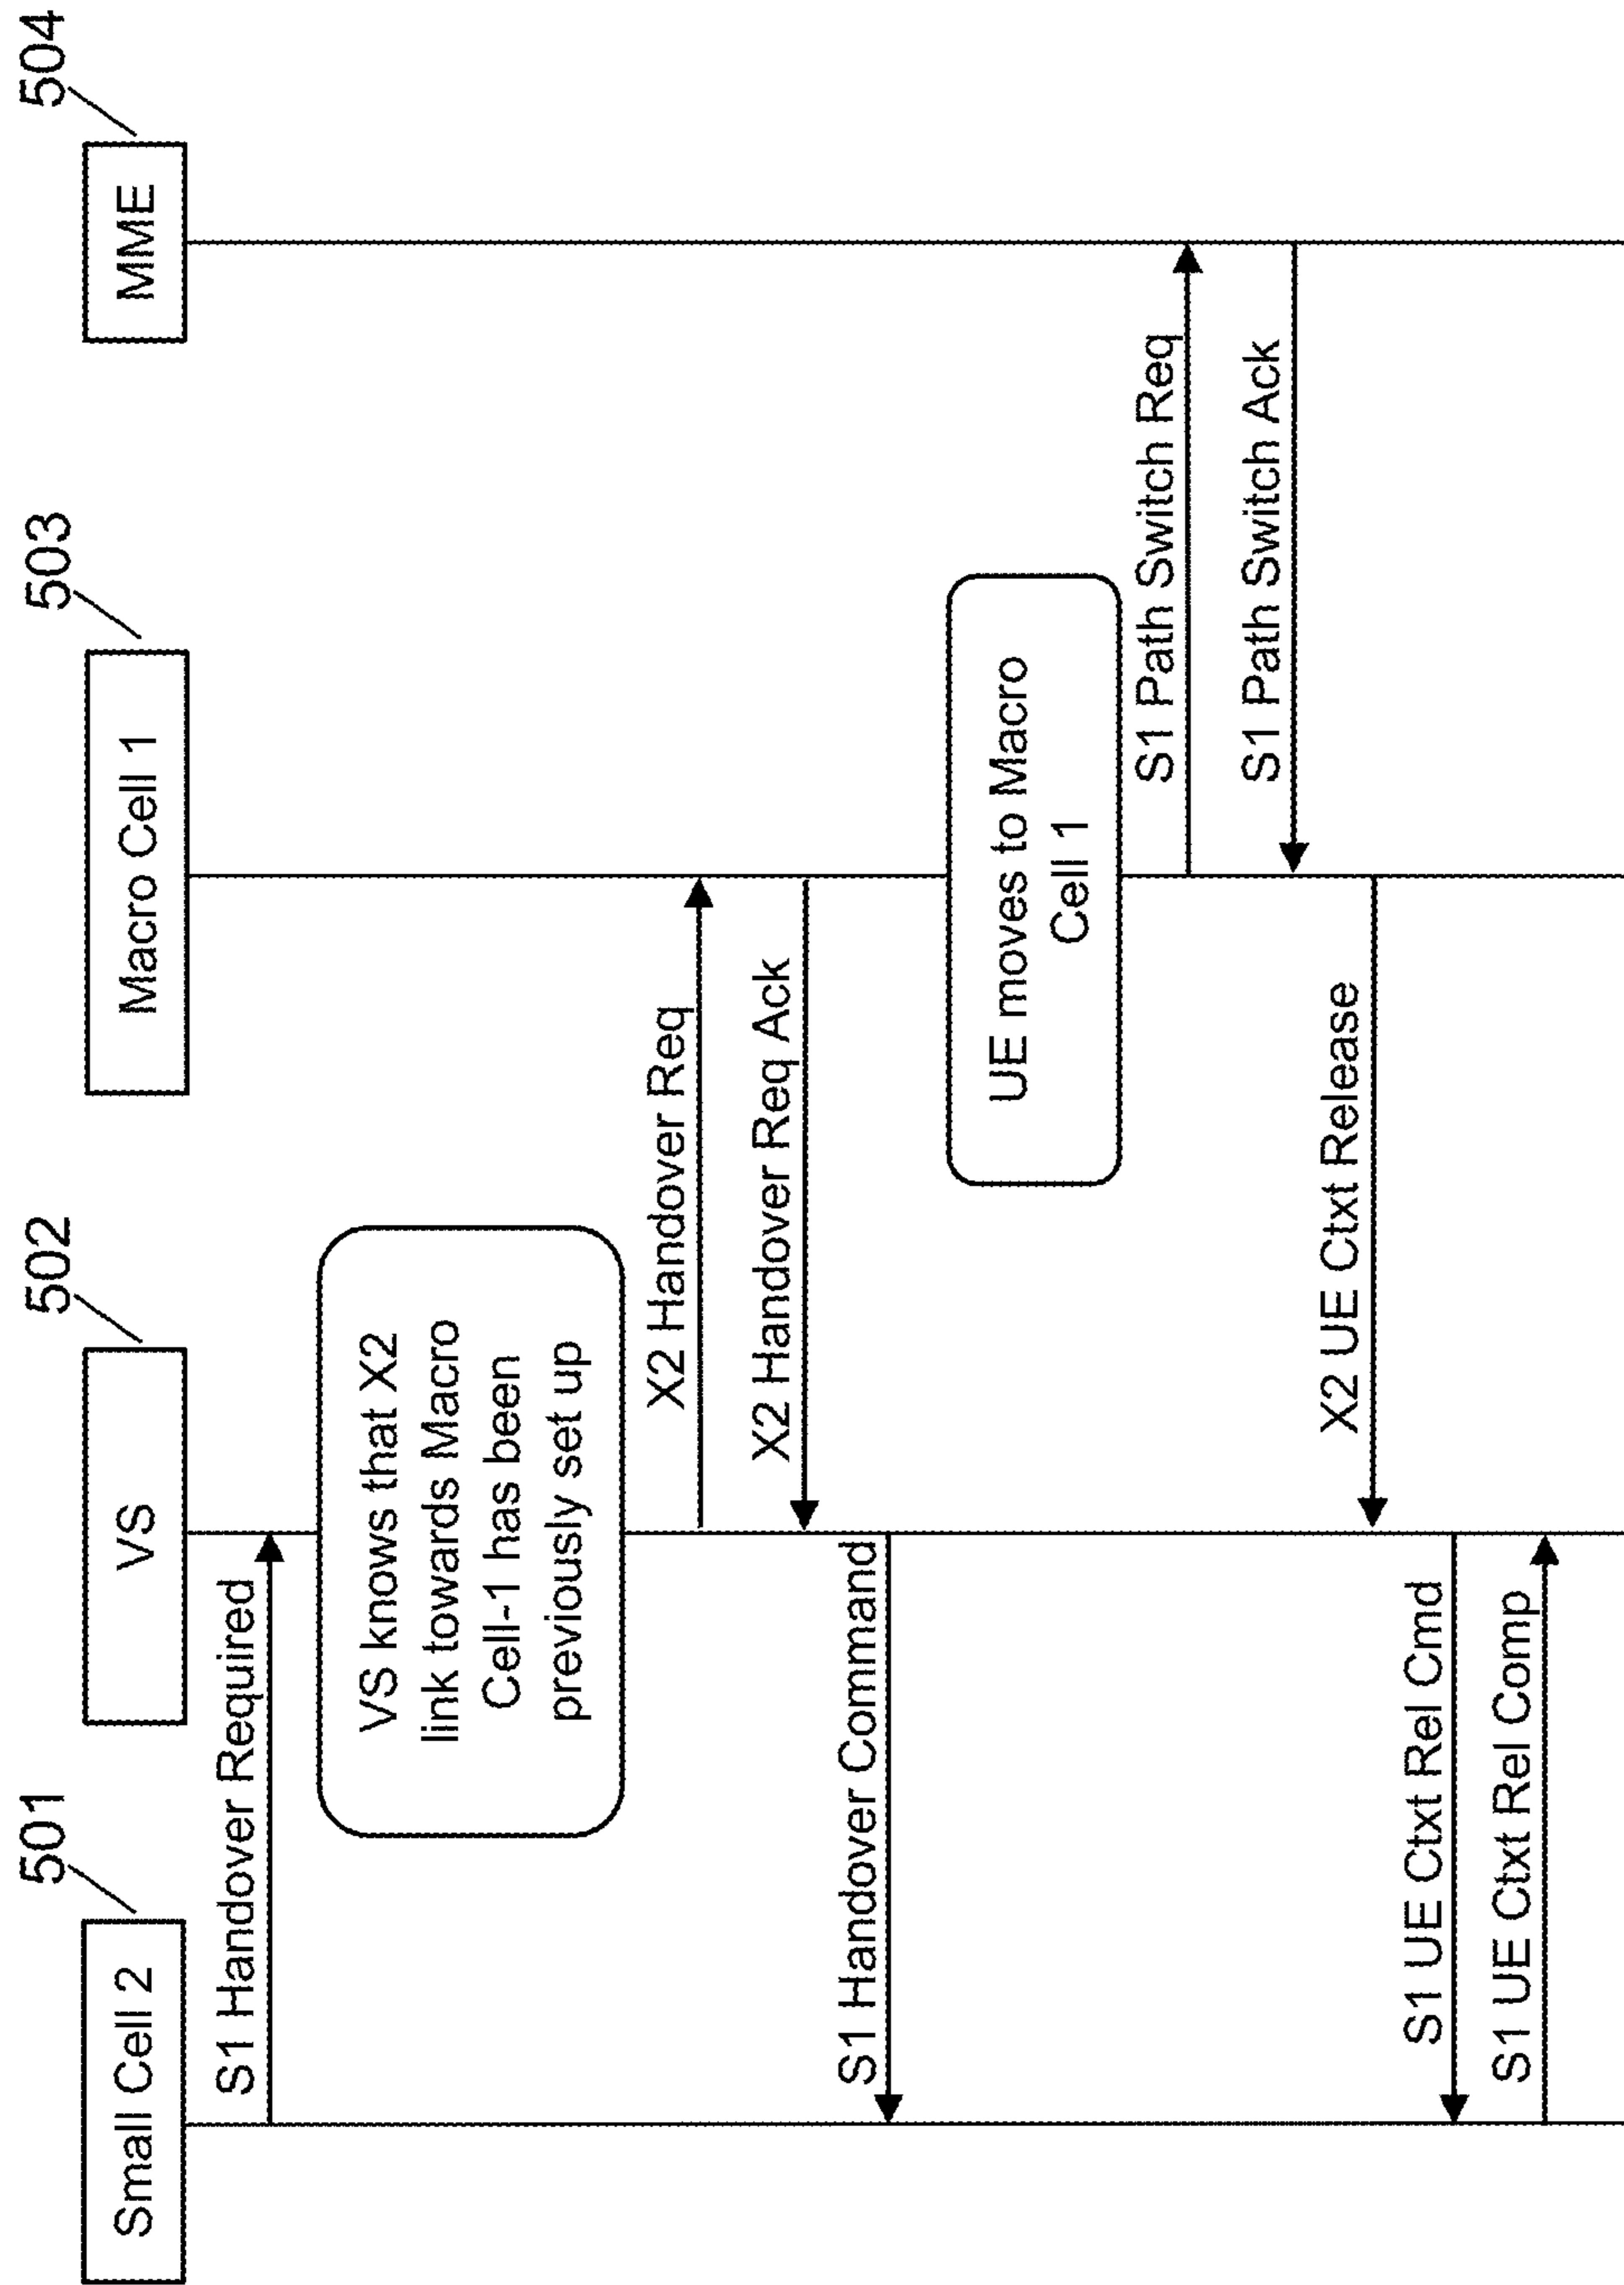 501
502
503
504
Small Cell 2
VS
Macro Cell 1
MME
S1 Handover Required
VS knows that X2
link towards Macro
Cell-1 has been
previously set up
X2 Handover Req
X2 Handover Req Ack
S1 Handover Command
UE moves to Macro
Cell 1
S1 Path Switch Req
S1 Path Switch Ack
X2 UE Ctxt Release
S1 UE Ctxt Rel Cmd
S1 UE Ctxt Rel Comp